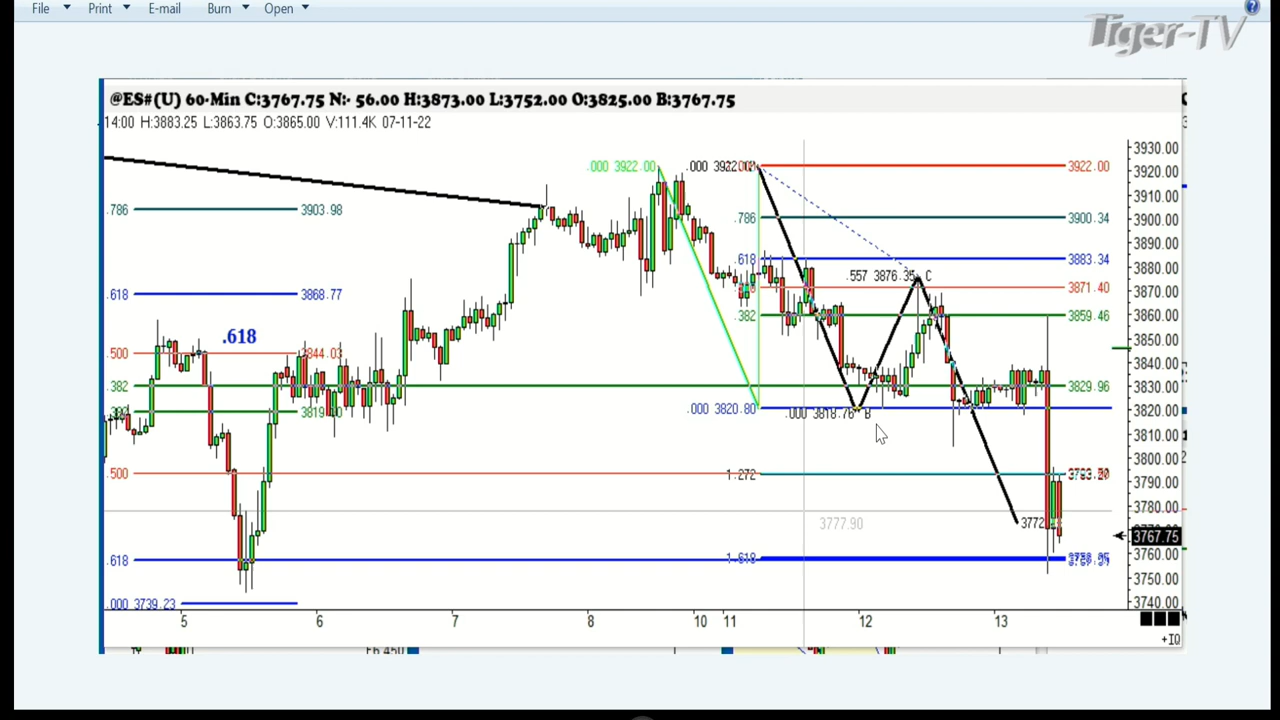 File Print E-mail Burn Open
Tiger-TV
@ES#(U) 60-Min C:3767.75 N:- 56.00 H:3873.00 L:3752.00 O:3825.00 B:3767.75
14:00 H:3883.25 L:3863.75 O:3865.00 V:111.4K 07-11-22
3930.00
.000 3922.00 .000 3922.00 3922.00 3920.00
3910.00
.786 3903.98 .786 3900.34 3900.00
3890.00
.618 3883.34
3880.00
.557 3876.35 C
.618 3868.77 3871.40 3870.00
.382 3859.46 3860.00
.618
3850.00
.500 3844.03 3840.00
.382 3829.96 3830.00
3819.50 .000 3820.80 .000 3818.76 B 3820.00
3810.00
3800.00
.500 1.272 3790.00
3780.00
3777.90 3772
3767.75
.618 1.618 3760.00
3750.00
.000 3739.23 3740.00
5 6 7 8 10 11 12 13
+IQ
F6.450